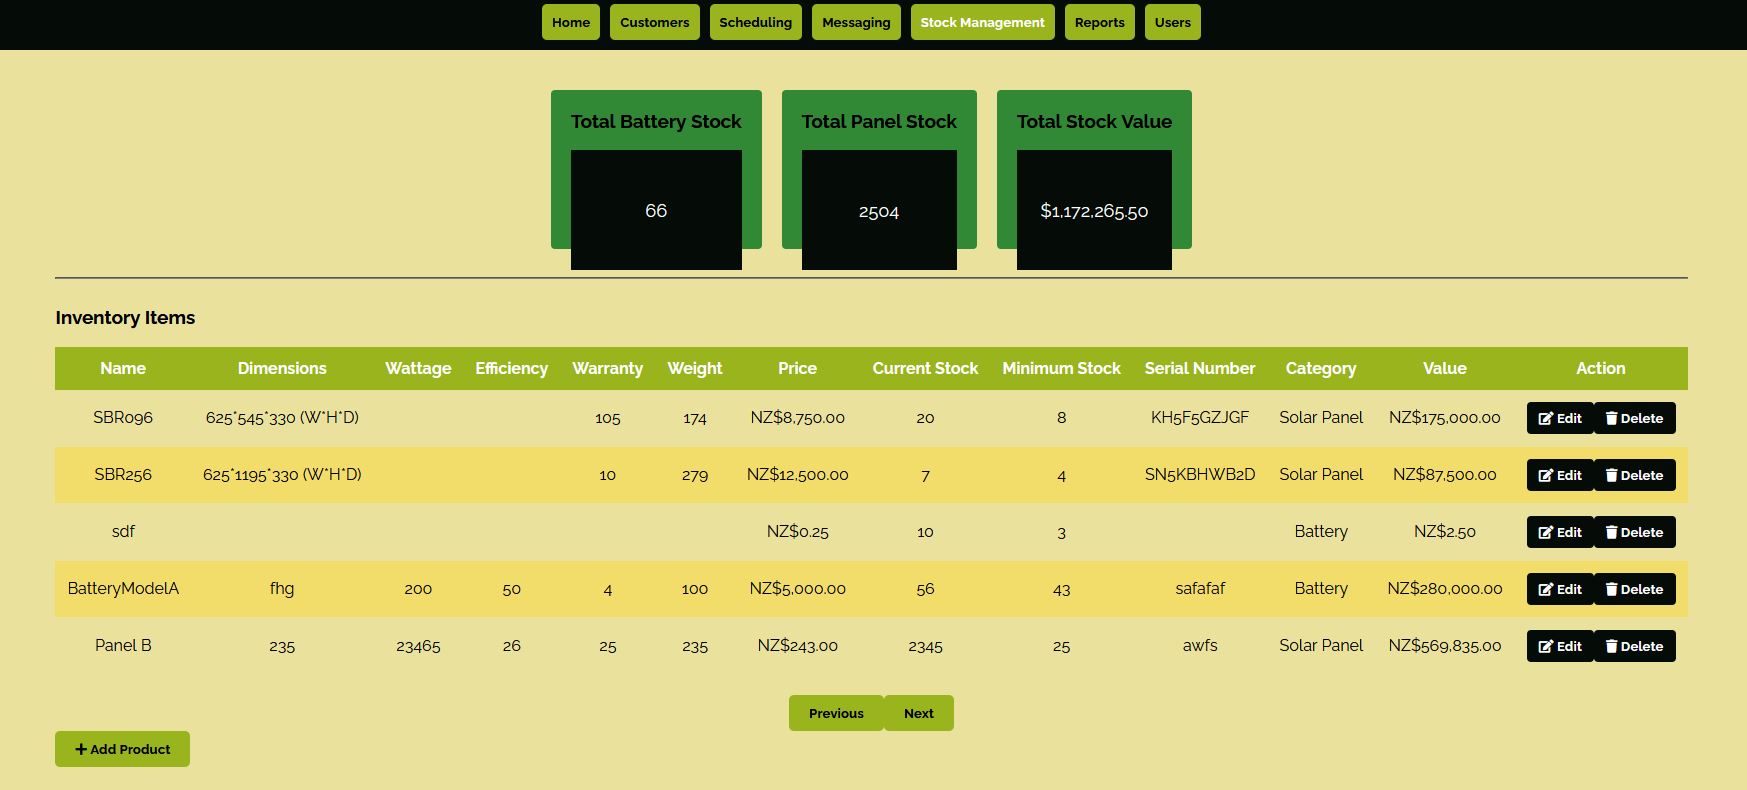 Home Customers Scheduling Messaging Stock Management Reports Users
Total Battery Stock Total Panel Stock Total Stock Value
66 2504 $1,172,265.50
Inventory Items
Name Dimensions Wattage Efficiency Warranty Weight Price Current Stock Minimum Stock Serial Number Category Value Action
SBR096 625*545*330 (W*H*D) 105 174 NZ$8,750.00 20 8 KH5F5GZJGF Solar Panel NZ$175,000.00 Edit Delete
SBR256 625*1195*330 (W*H*D) 10 279 NZ$12,500.00 7 4 SN5KBHWB2D Solar Panel NZ$87,500.00 Edit Delete
sdf NZ$0.25 10 3 Battery NZ$2.50 Edit Delete
BatteryModelA fhg 200 50 4 100 NZ$5,000.00 56 43 safafaf Battery NZ$280,000.00 Edit Delete
Panel B 235 23465 26 25 235 NZ$243.00 2345 25 awfs Solar Panel NZ$569,835.00 Edit Delete
Previous Next
Add Product